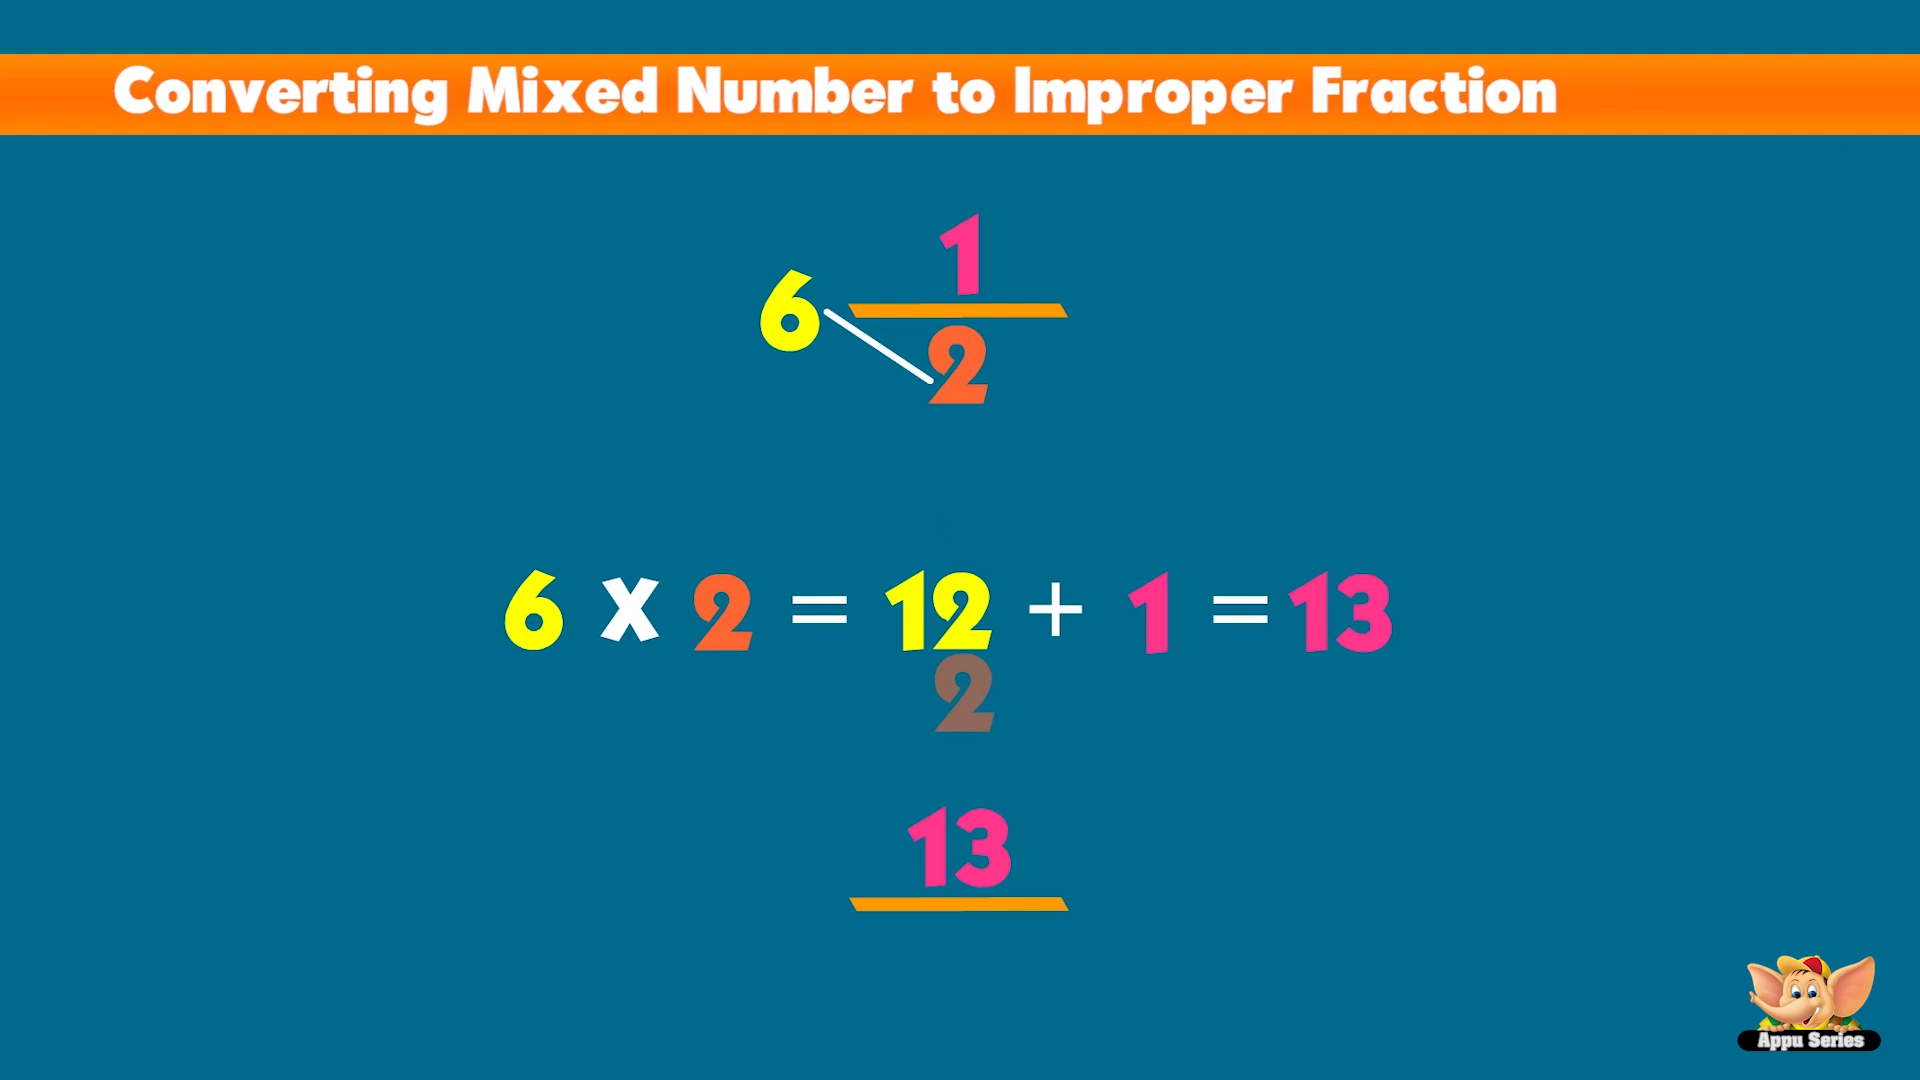 Converting Mixed Number to Improper Fraction
1
6
2
6 x 2 = 12 + 1 = 13
2
13
Appu Series